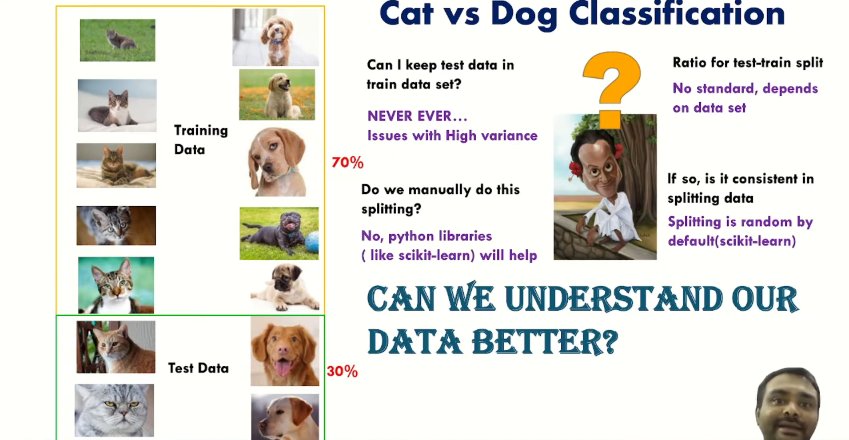 Cat vs Dog Classification
Training
Data
70%
Test Data
30%
Can I keep test data in
train data set?
NEVER EVER...
Issues with High variance
Do we manually do this
splitting?
No, python libraries
( like scikit-learn) will help
?
Ratio for test-train split
No standard, depends
on data set
If so, is it consistent in
splitting data
Splitting is random by
default(scikit-learn)
CAN WE UNDERSTAND OUR
DATA BETTER?